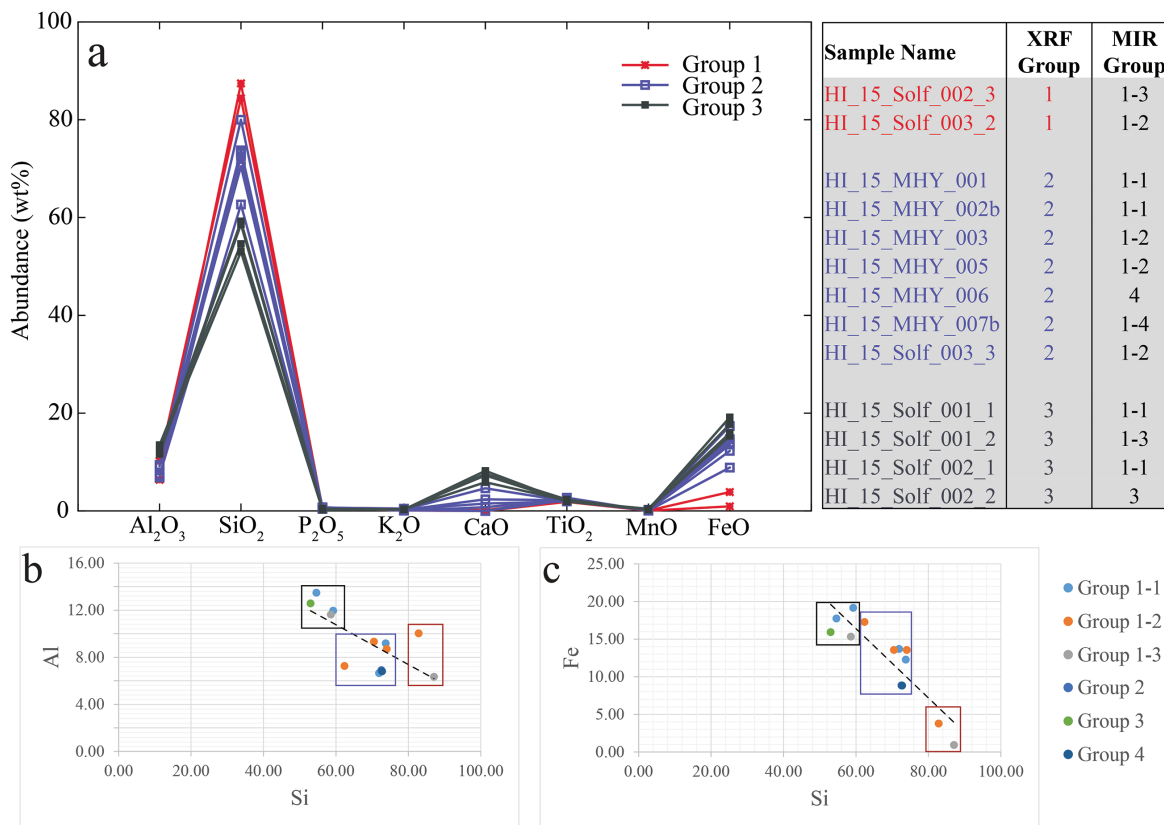 a
100
80
60
40
20
0
Abundance (wt%)
Group 1
Group 2
Group 3
Al₂O₃ SiO₂ P₂O₅ K₂O CaO TiO₂ MnO FeO
Sample Name XRF Group MIR Group
HI_15_Solf_002_3 1 1-3
HI_15_Solf_003_2 1 1-2
HI_15_MHY_001 2 1-1
HI_15_MHY_002b 2 1-1
HI_15_MHY_003 2 1-2
HI_15_MHY_005 2 1-2
HI_15_MHY_006 2 4
HI_15_MHY_007b 2 1-4
HI_15_Solf_003_3 2 1-2
HI_15_Solf_001_1 3 1-1
HI_15_Solf_001_2 3 1-3
HI_15_Solf_002_1 3 1-1
HI_15_Solf_002_2 3 3
b
16.00
12.00
8.00
4.00
0.00
Al
0.00 20.00 40.00 60.00 80.00 100.00
Si
c
25.00
20.00
15.00
10.00
5.00
0.00
Fe
0.00 20.00 40.00 60.00 80.00 100.00
Si
Group 1-1
Group 1-2
Group 1-3
Group 2
Group 3
Group 4